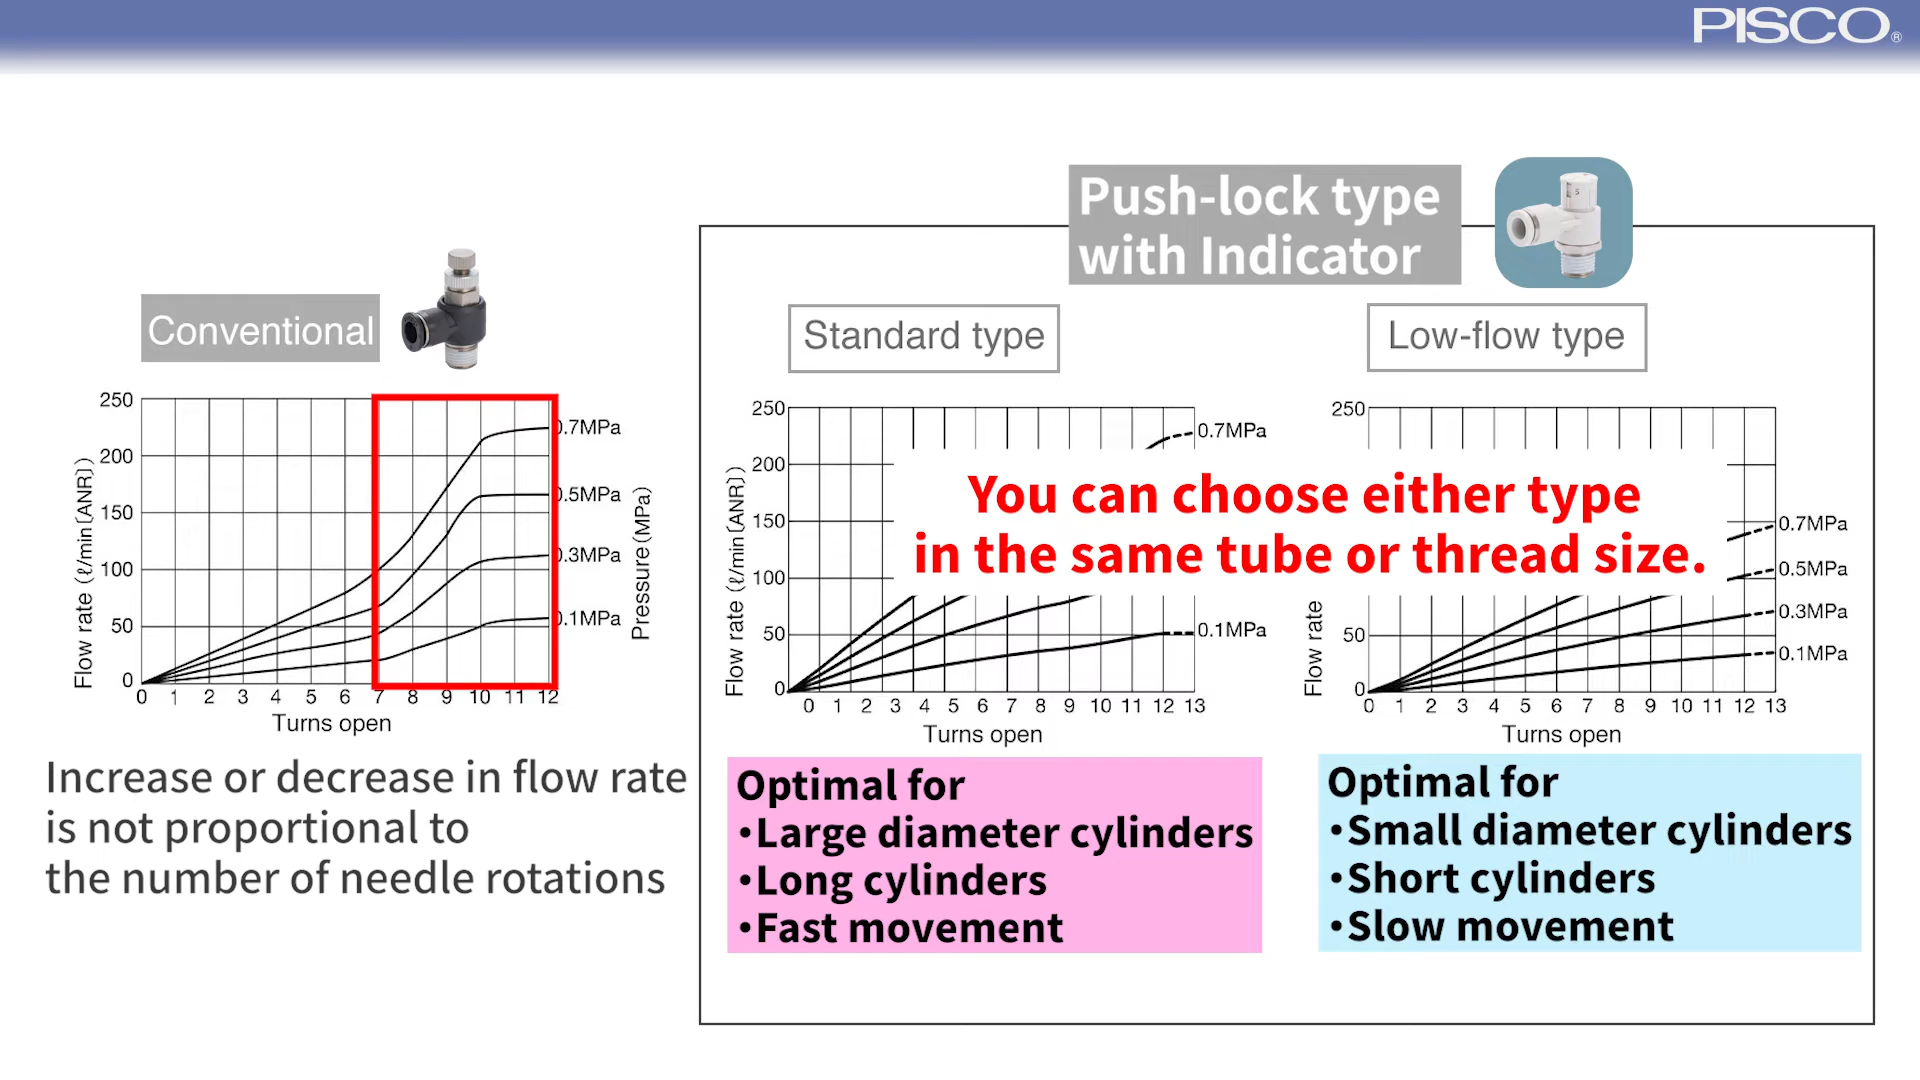 PISCO®
Push-lock type
with Indicator
Conventional
Standard type
Low-flow type
250
200
150
100
50
0
0 1 2 3 4 5 6 7 8 9 10 11 12
Turns open
Flow rate (ℓ/min〔ANR〕)
0.7MPa
0.5MPa
0.3MPa
0.1MPa
Pressure(MPa)
250
200
150
100
50
0
0 1 2 3 4 5 6 7 8 9 10 11 12 13
Turns open
Flow rate (ℓ/min〔ANR〕)
0.7MPa
0.1MPa
250
50
0
0 1 2 3 4 5 6 7 8 9 10 11 12 13
Turns open
Flow rate
0.7MPa
0.5MPa
0.3MPa
0.1MPa
You can choose either type
in the same tube or thread size.
Increase or decrease in flow rate
is not proportional to
the number of needle rotations
Optimal for
・Large diameter cylinders
・Long cylinders
・Fast movement
Optimal for
・Small diameter cylinders
・Short cylinders
・Slow movement